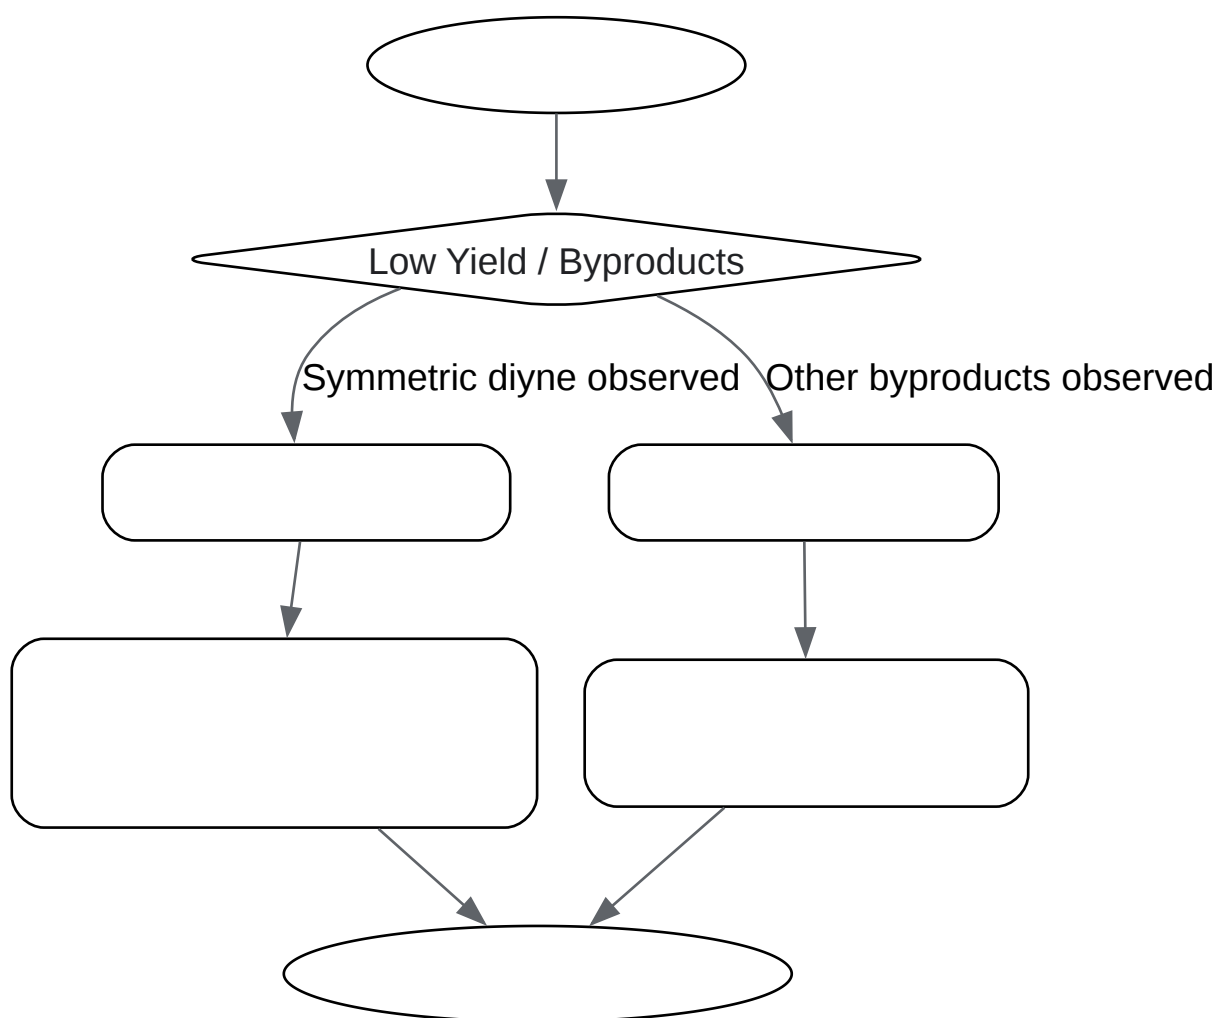 Low Yield / Byproducts
Symmetric diyne observed
Other byproducts observed